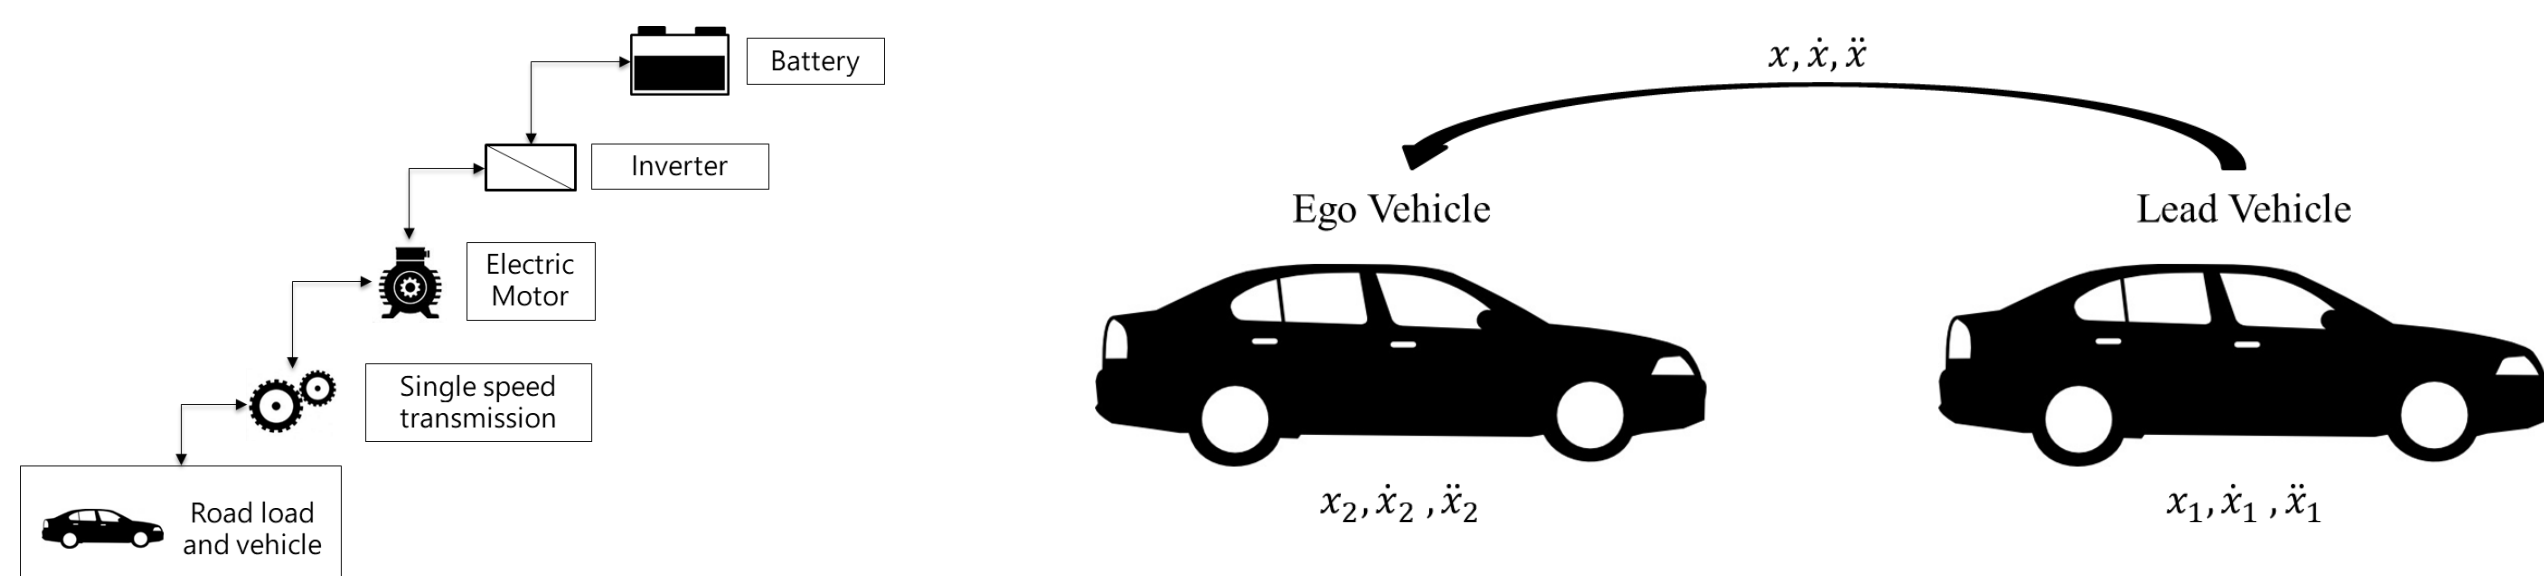 Battery
Inverter
Electric
Motor
Single speed
transmission
Road load
and vehicle
x, ẋ, ẍ
Ego Vehicle
Lead Vehicle
x₂, ẋ₂ , ẍ₂
x₁, ẋ₁ , ẍ₁